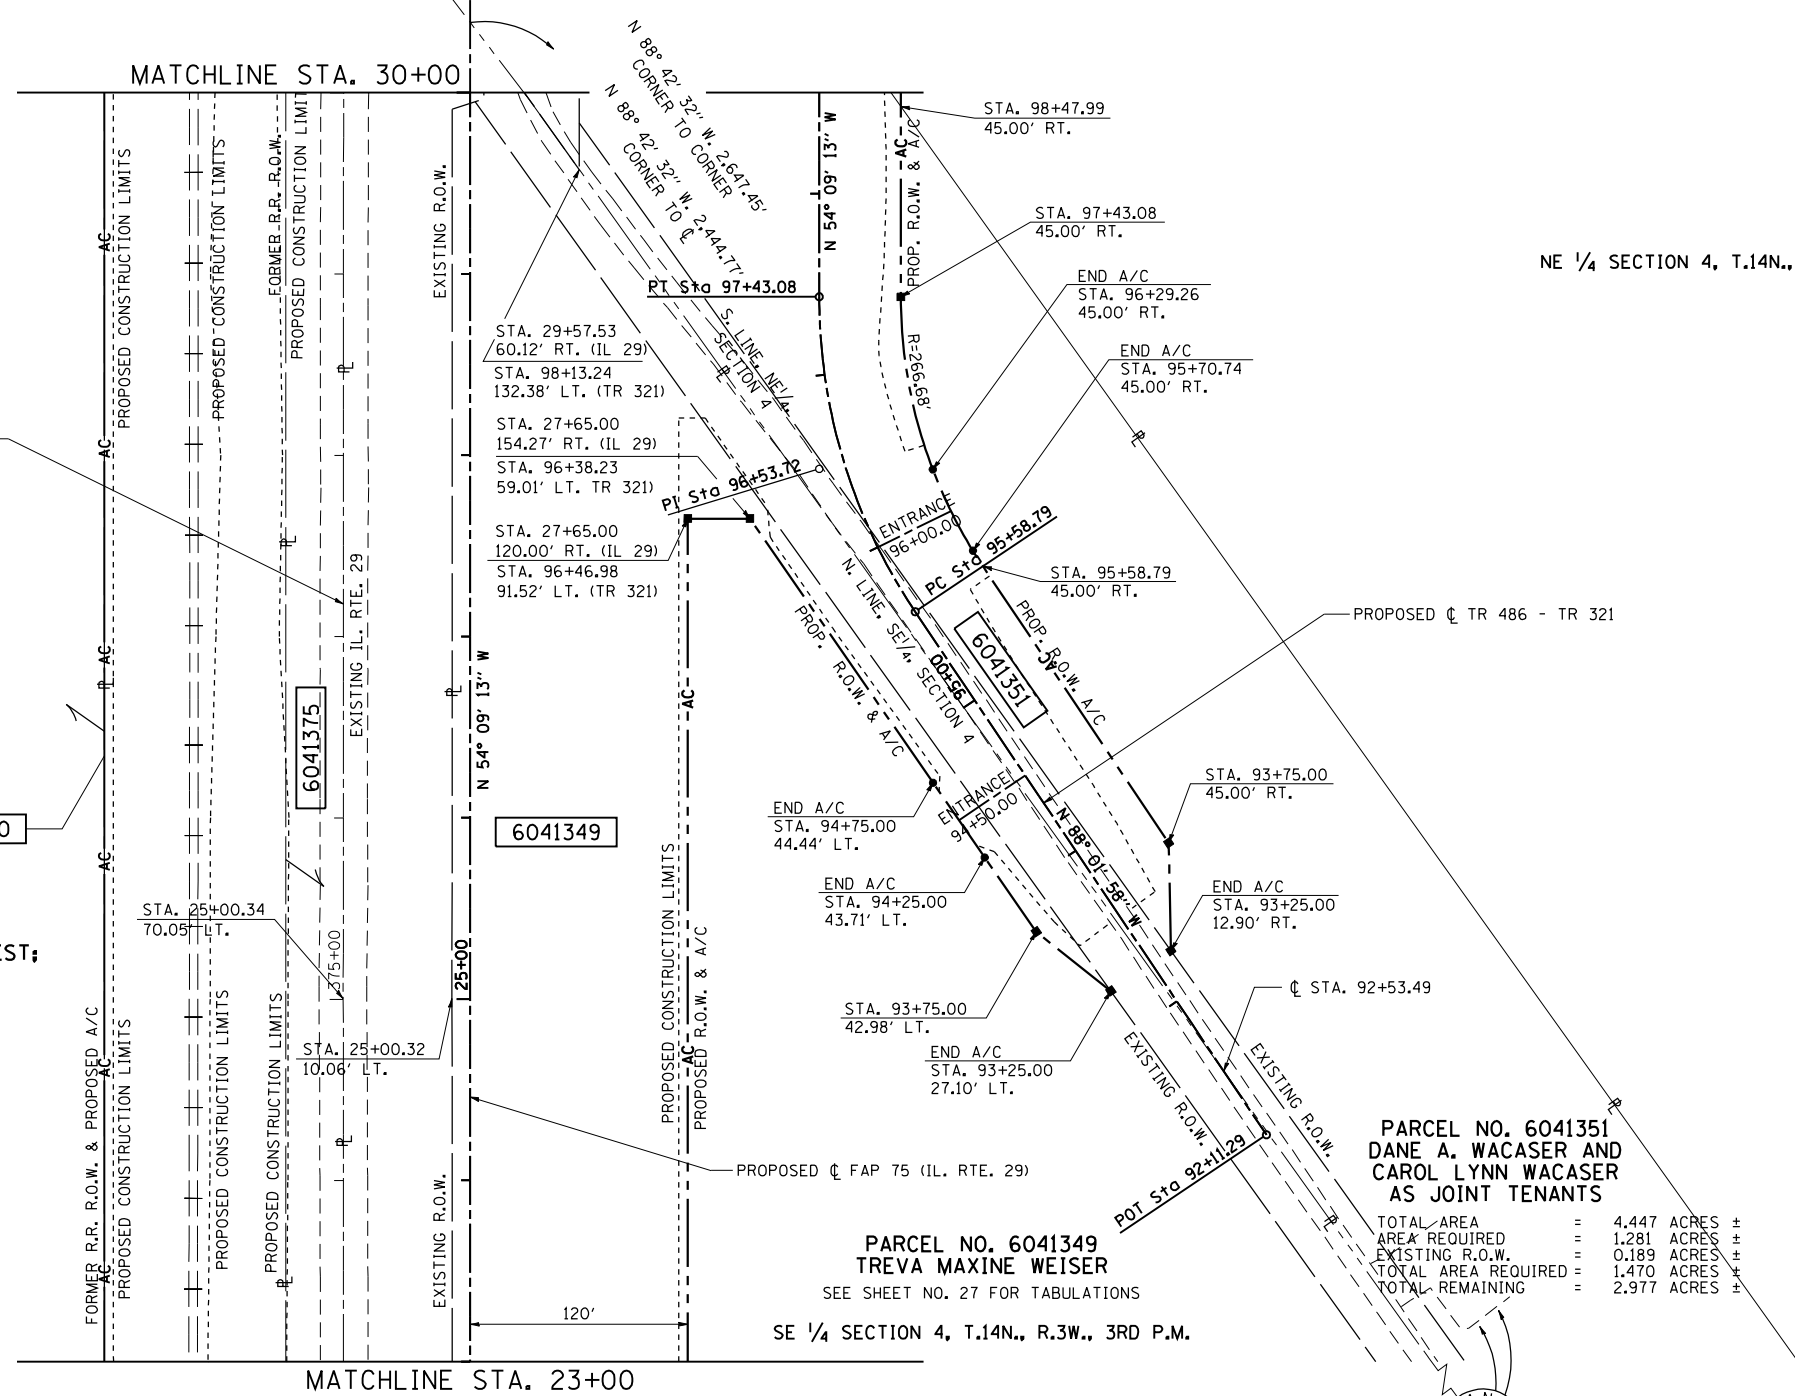 MATCHLINE STA. 30+00
N 88° 42' 32'' W. 2,647.45'
CORNER TO CORNER
N 88° 42' 32'' W. 2,444.77'
CORNER TO ℄
STA. 98+47.99
45.00' RT.
AC
PROP. R.O.W. & A/C
N 54° 09' 13'' W
STA. 97+43.08
45.00' RT.
NE 1/4 SECTION 4, T.14N.,
END A/C
STA. 96+29.26
45.00' RT.
PT Sta 97+43.08
R=266.68'
END A/C
STA. 95+70.74
45.00' RT.
AC
PROPOSED CONSTRUCTION LIMITS
PROPOSED CONSTRUCTION LIMITS
FORMER R.R. R.O.W.
PROPOSED CONSTRUCTION LIMIT
EXISTING R.O.W.
STA. 29+57.53
60.12' RT. (IL 29)
STA. 98+13.24
132.38' LT. (TR 321)
S. LINE, NE1/4,
SECTION 4
STA. 27+65.00
154.27' RT. (IL 29)
STA. 96+38.23
59.01' LT. TR 321)
PI Sta 96+53.72
STA. 27+65.00
120.00' RT. (IL 29)
STA. 96+46.98
91.52' LT. (TR 321)
ENTRANCE
96+00.00
PC Sta 95+58.79
STA. 95+58.79
45.00' RT.
PROPOSED ℄ TR 486 - TR 321
AC
AC
EXISTING IL. RTE. 29
N 54° 09' 13'' W
6041375
AC
PROP. R.O.W. & A/C
N. LINE, SE1/4, SECTION 4
95+00
6041351
PROP. R.O.W. A/C
AC
STA. 93+75.00
45.00' RT.
ENTRANCE
94+50.00
N 88° 01' 58'' W
END A/C
STA. 94+75.00
44.44' LT.
0
6041349
AC
END A/C
STA. 94+25.00
43.71' LT.
END A/C
STA. 93+25.00
12.90' RT.
STA. 25+00.34
70.05' LT.
EST;
375+00
25+00
PROPOSED CONSTRUCTION LIMITS
PROPOSED R.O.W. & A/C
AC
℄ STA. 92+53.49
STA. 93+75.00
42.98' LT.
END A/C
STA. 93+25.00
27.10' LT.
STA. 25+00.32
10.06' LT.
FORMER R.R. R.O.W. & PROPOSED A/C
AC
AC
PROPOSED CONSTRUCTION LIMITS
PROPOSED CONSTRUCTION LIMITS
PROPOSED CONSTRUCTION LIMITS
EXISTING R.O.W.
EXISTING R.O.W.
EXISTING R.O.W.
PROPOSED ℄ FAP 75 (IL. RTE. 29)
POT Sta 92+11.29
PARCEL NO. 6041351
DANE A. WACASER AND
CAROL LYNN WACASER
AS JOINT TENANTS
TOTAL AREA = 4.447 ACRES ±
AREA REQUIRED = 1.281 ACRES ±
EXISTING R.O.W. = 0.189 ACRES ±
TOTAL AREA REQUIRED = 1.470 ACRES ±
TOTAL REMAINING = 2.977 ACRES ±
PARCEL NO. 6041349
TREVA MAXINE WEISER
SEE SHEET NO. 27 FOR TABULATIONS
120'
SE 1/4 SECTION 4, T.14N., R.3W., 3RD P.M.
MATCHLINE STA. 23+00